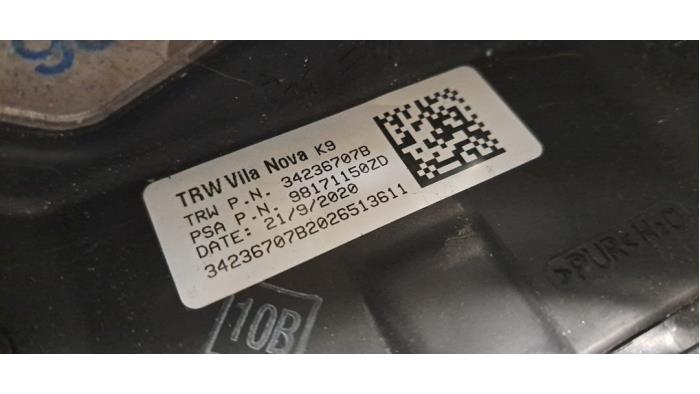 TRW Vila Nova K9
TRW P.N. 34236707B
PSA P.N. 98171150ZD
DATE: 21/9/2020
34236707B2026513611
>PUR<H₂O
10B